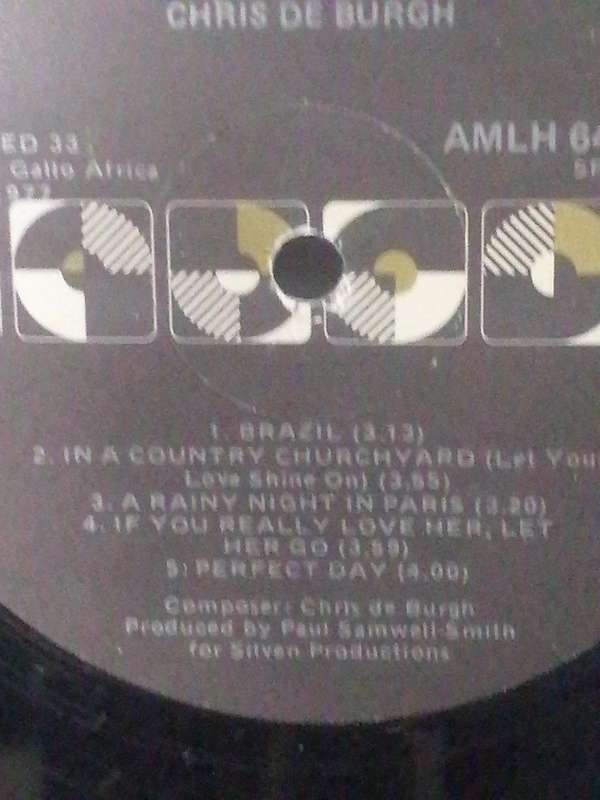 CHRIS DE BURGH
ED 33
AMLH 64
Gallo Africa
977
1. BRAZIL (3.13)
2. IN A COUNTRY CHURCHYARD (Let You
Love Shine On) (3.55)
3. A RAINY NIGHT IN PARIS (3.20)
4. IF YOU REALLY LOVE HER, LET
HER GO (3.59)
5: PERFECT DAY (4.00)
Composer: Chris de Burgh
Produced by Paul Samwell-Smith
for Silven Productions